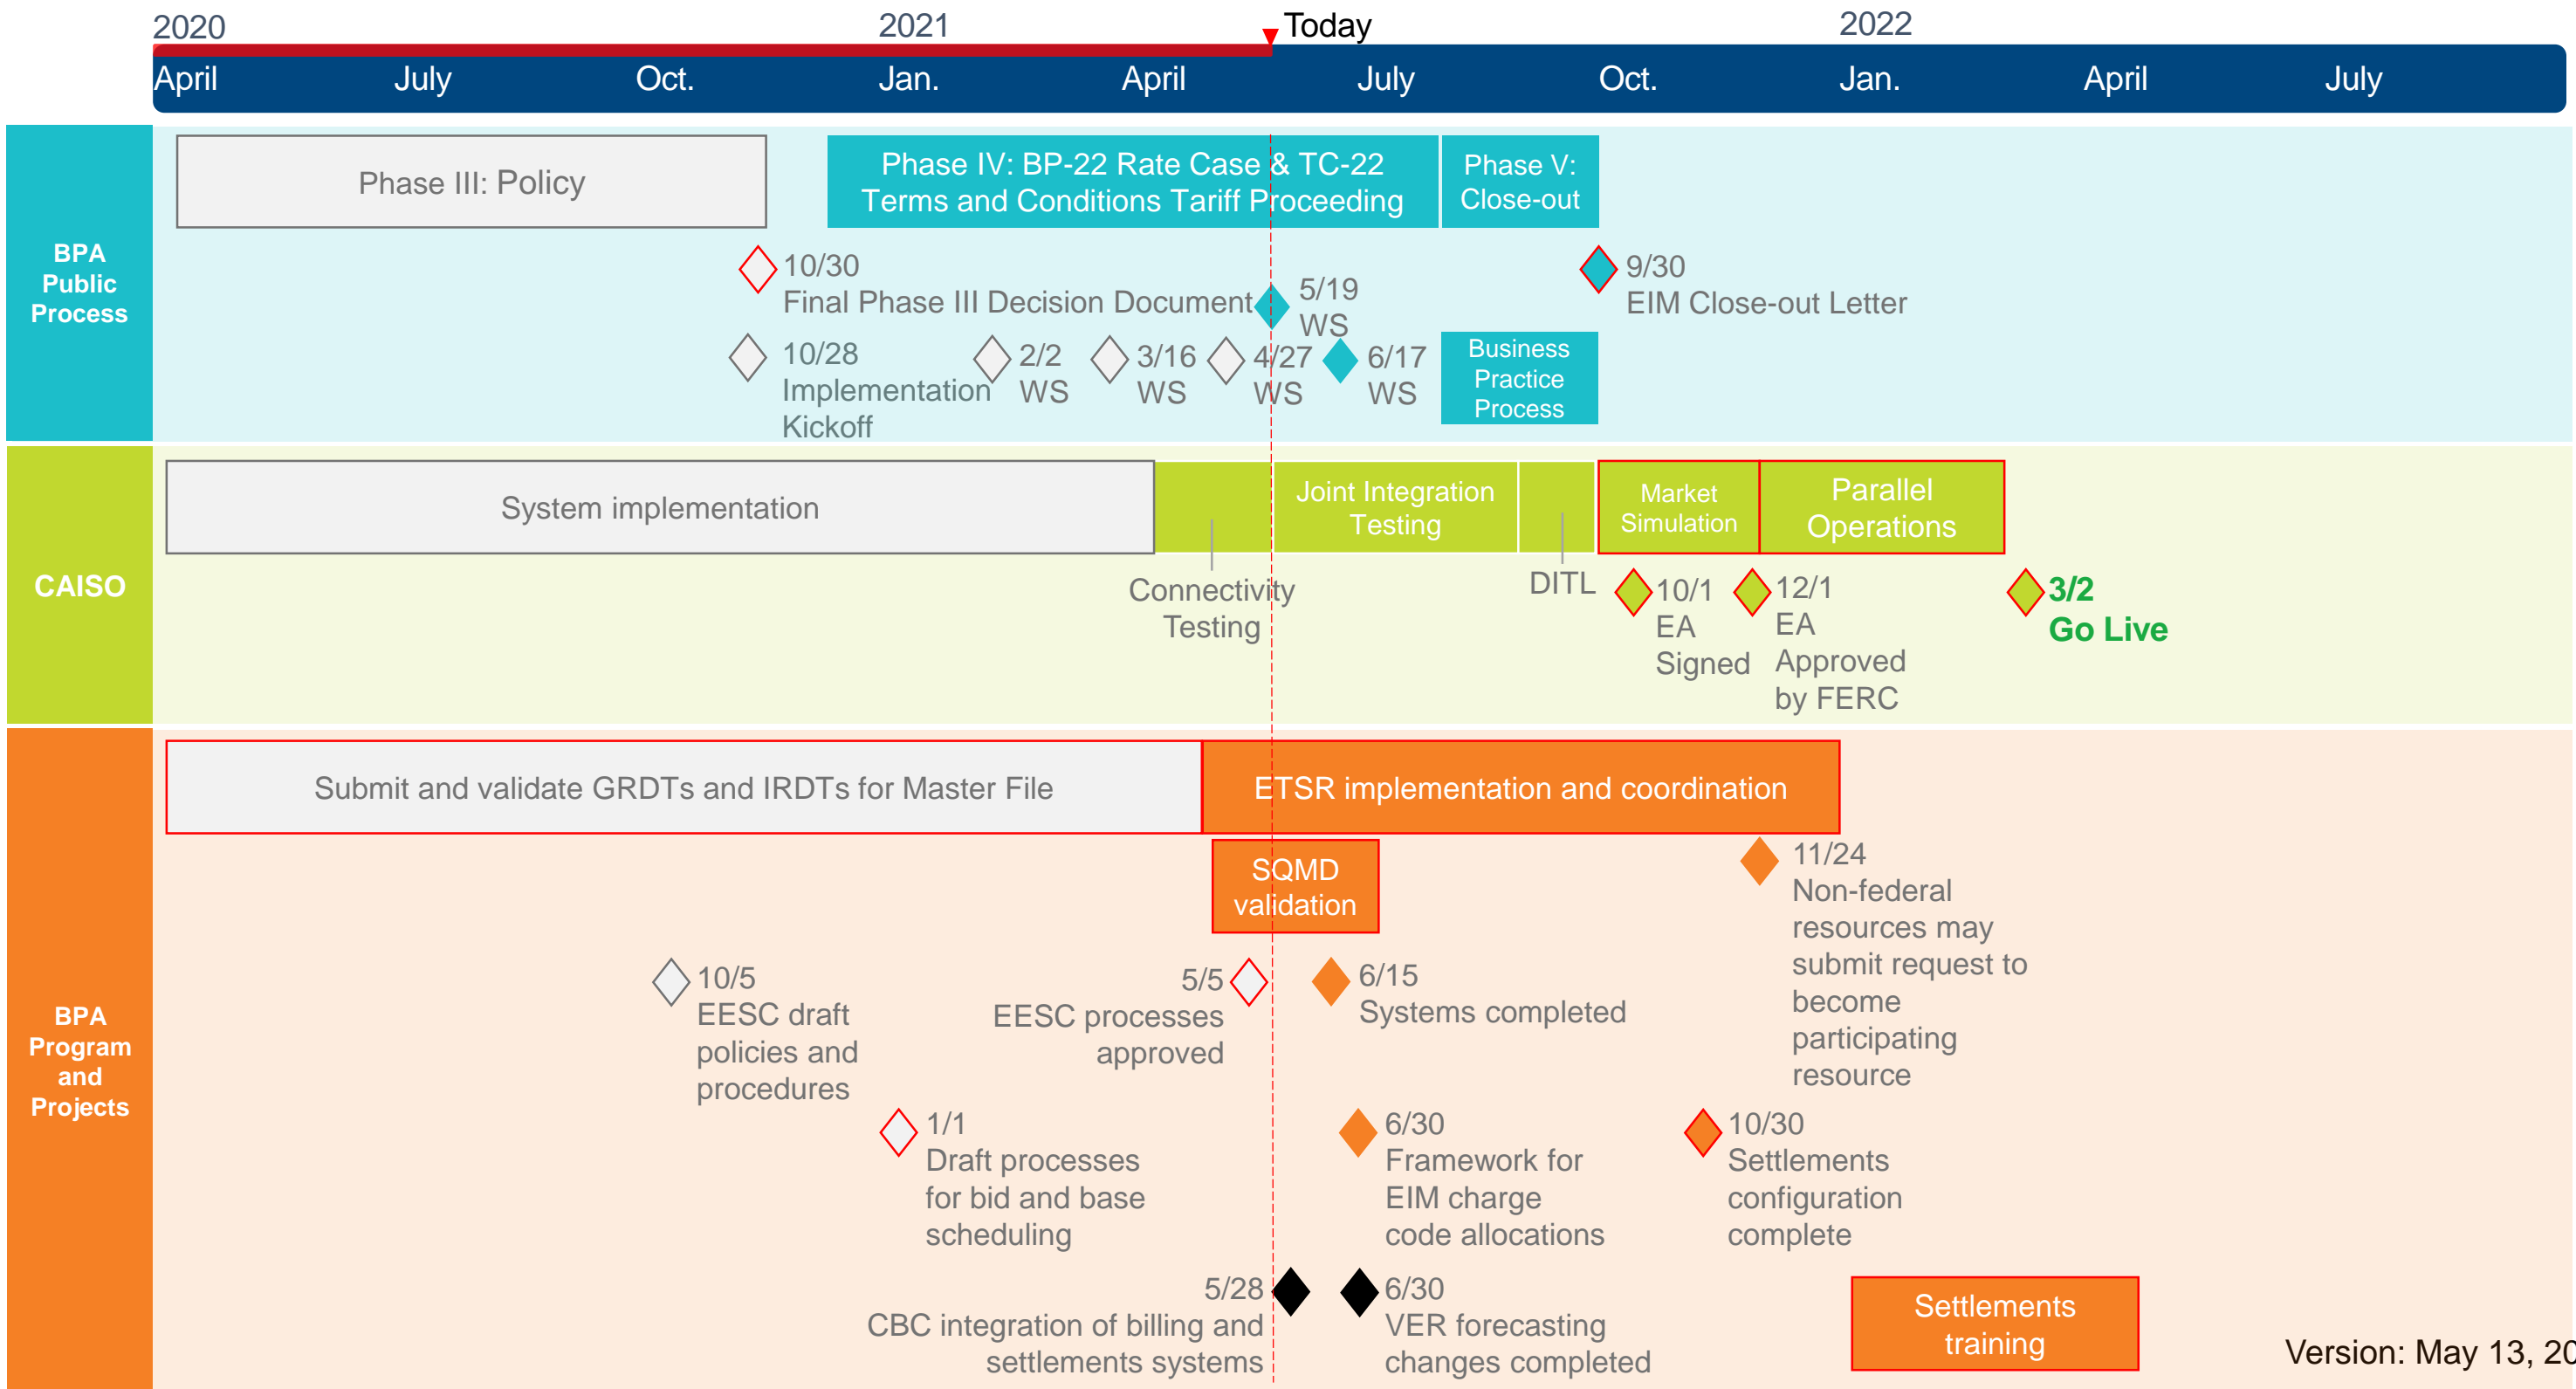 2020
2021
Today
2022
April July Oct. Jan. April July Oct. Jan. April July
BPA
Public
Process
Phase III: Policy
Phase IV: BP-22 Rate Case & TC-22
Terms and Conditions Tariff Proceeding
Phase V:
Close-out
10/30
Final Phase III Decision Document
5/19
WS
9/30
EIM Close-out Letter
10/28
Implementation
Kickoff
2/2
WS
3/16
WS
4/27
WS
6/17
WS
Business
Practice
Process
CAISO
System implementation
Joint Integration
Testing
Market
Simulation
Parallel
Operations
Connectivity
Testing
DITL
10/1
EA
Signed
12/1
EA
Approved
by FERC
3/2
Go Live
BPA
Program
and
Projects
Submit and validate GRDTs and IRDTs for Master File
ETSR implementation and coordination
SQMD
validation
11/24
Non-federal
resources may
submit request to
become
participating
resource
10/5
EESC draft
policies and
procedures
5/5
EESC processes
approved
6/15
Systems completed
1/1
Draft processes
for bid and base
scheduling
6/30
Framework for
EIM charge
code allocations
10/30
Settlements
configuration
complete
5/28
CBC integration of billing and
settlements systems
6/30
VER forecasting
changes completed
Settlements
training
Version: May 13, 20